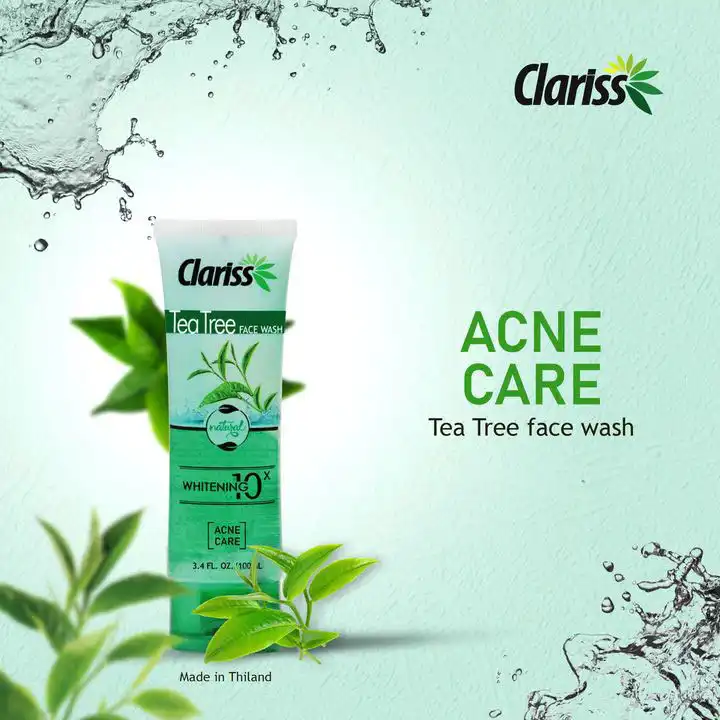 Clariss
Clariss
Tea Tree FACE WASH
natural
WHITENING 10X
ACNE
CARE
3.4 FL. OZ. 100ML
ACNE
CARE
Tea Tree face wash
Made in Thiland